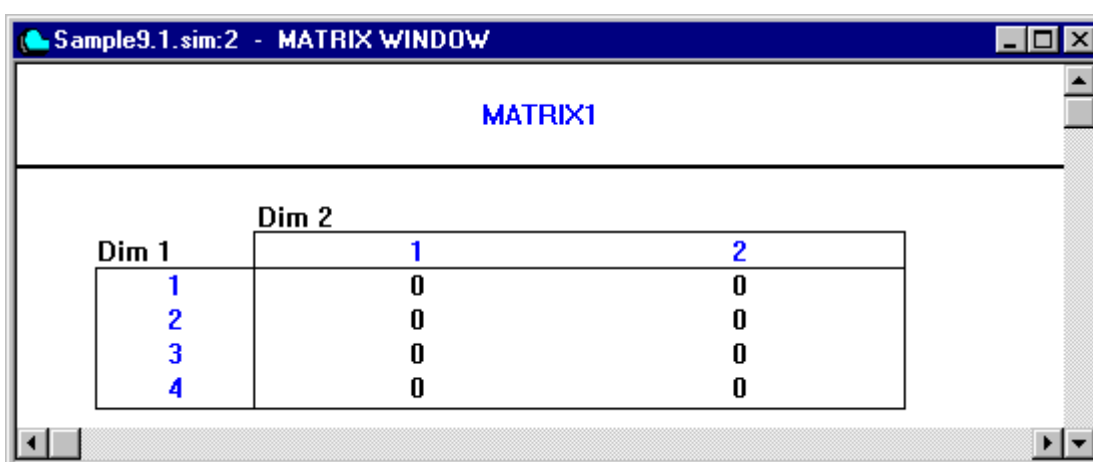 Sample9.1.sim:2 - MATRIX WINDOW
MATRIX1
Dim 2
Dim 1 1 2
1 0 0
2 0 0
3 0 0
4 0 0